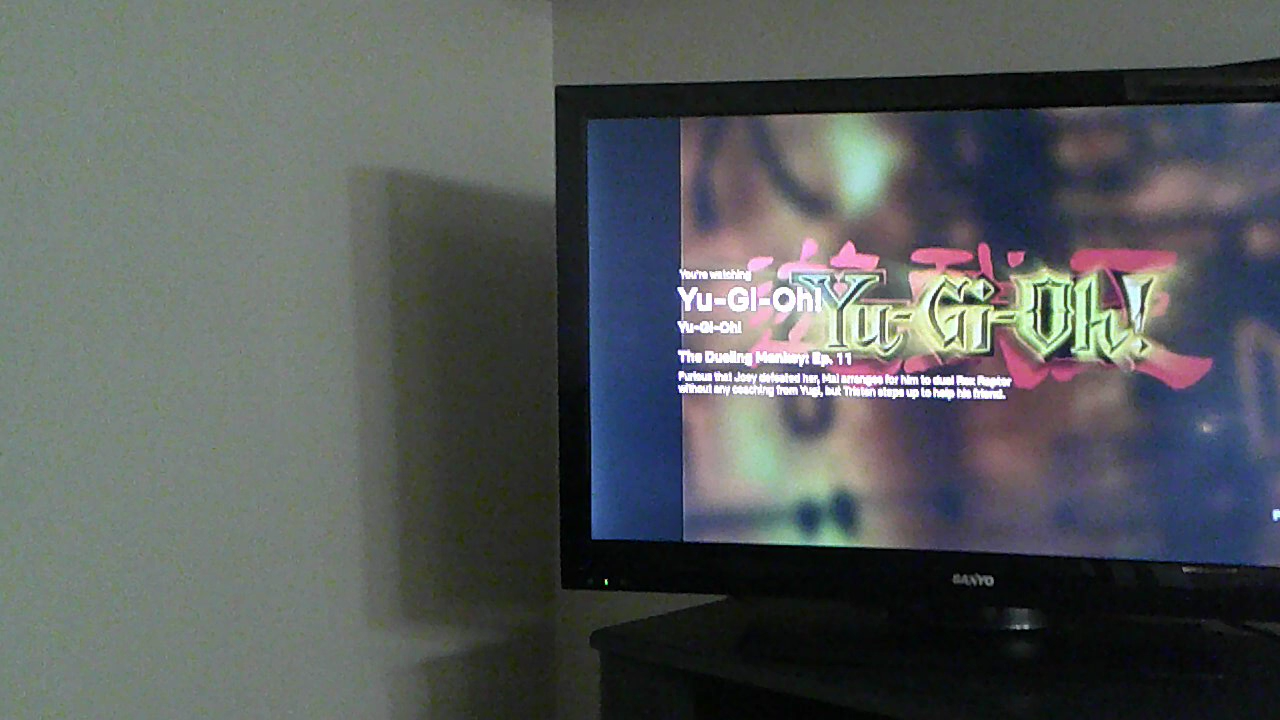 You're watching
Yu-Gi-Oh!
Yu-Gi-Oh!
Yu-Gi-Oh!
The Dueling Monkey: Ep. 11
Furious that Joey defeated her, Mai arranges for him to duel Rex Raptor
without any coaching from Yugi, but Tristan steps up to help his friend.
SANYO